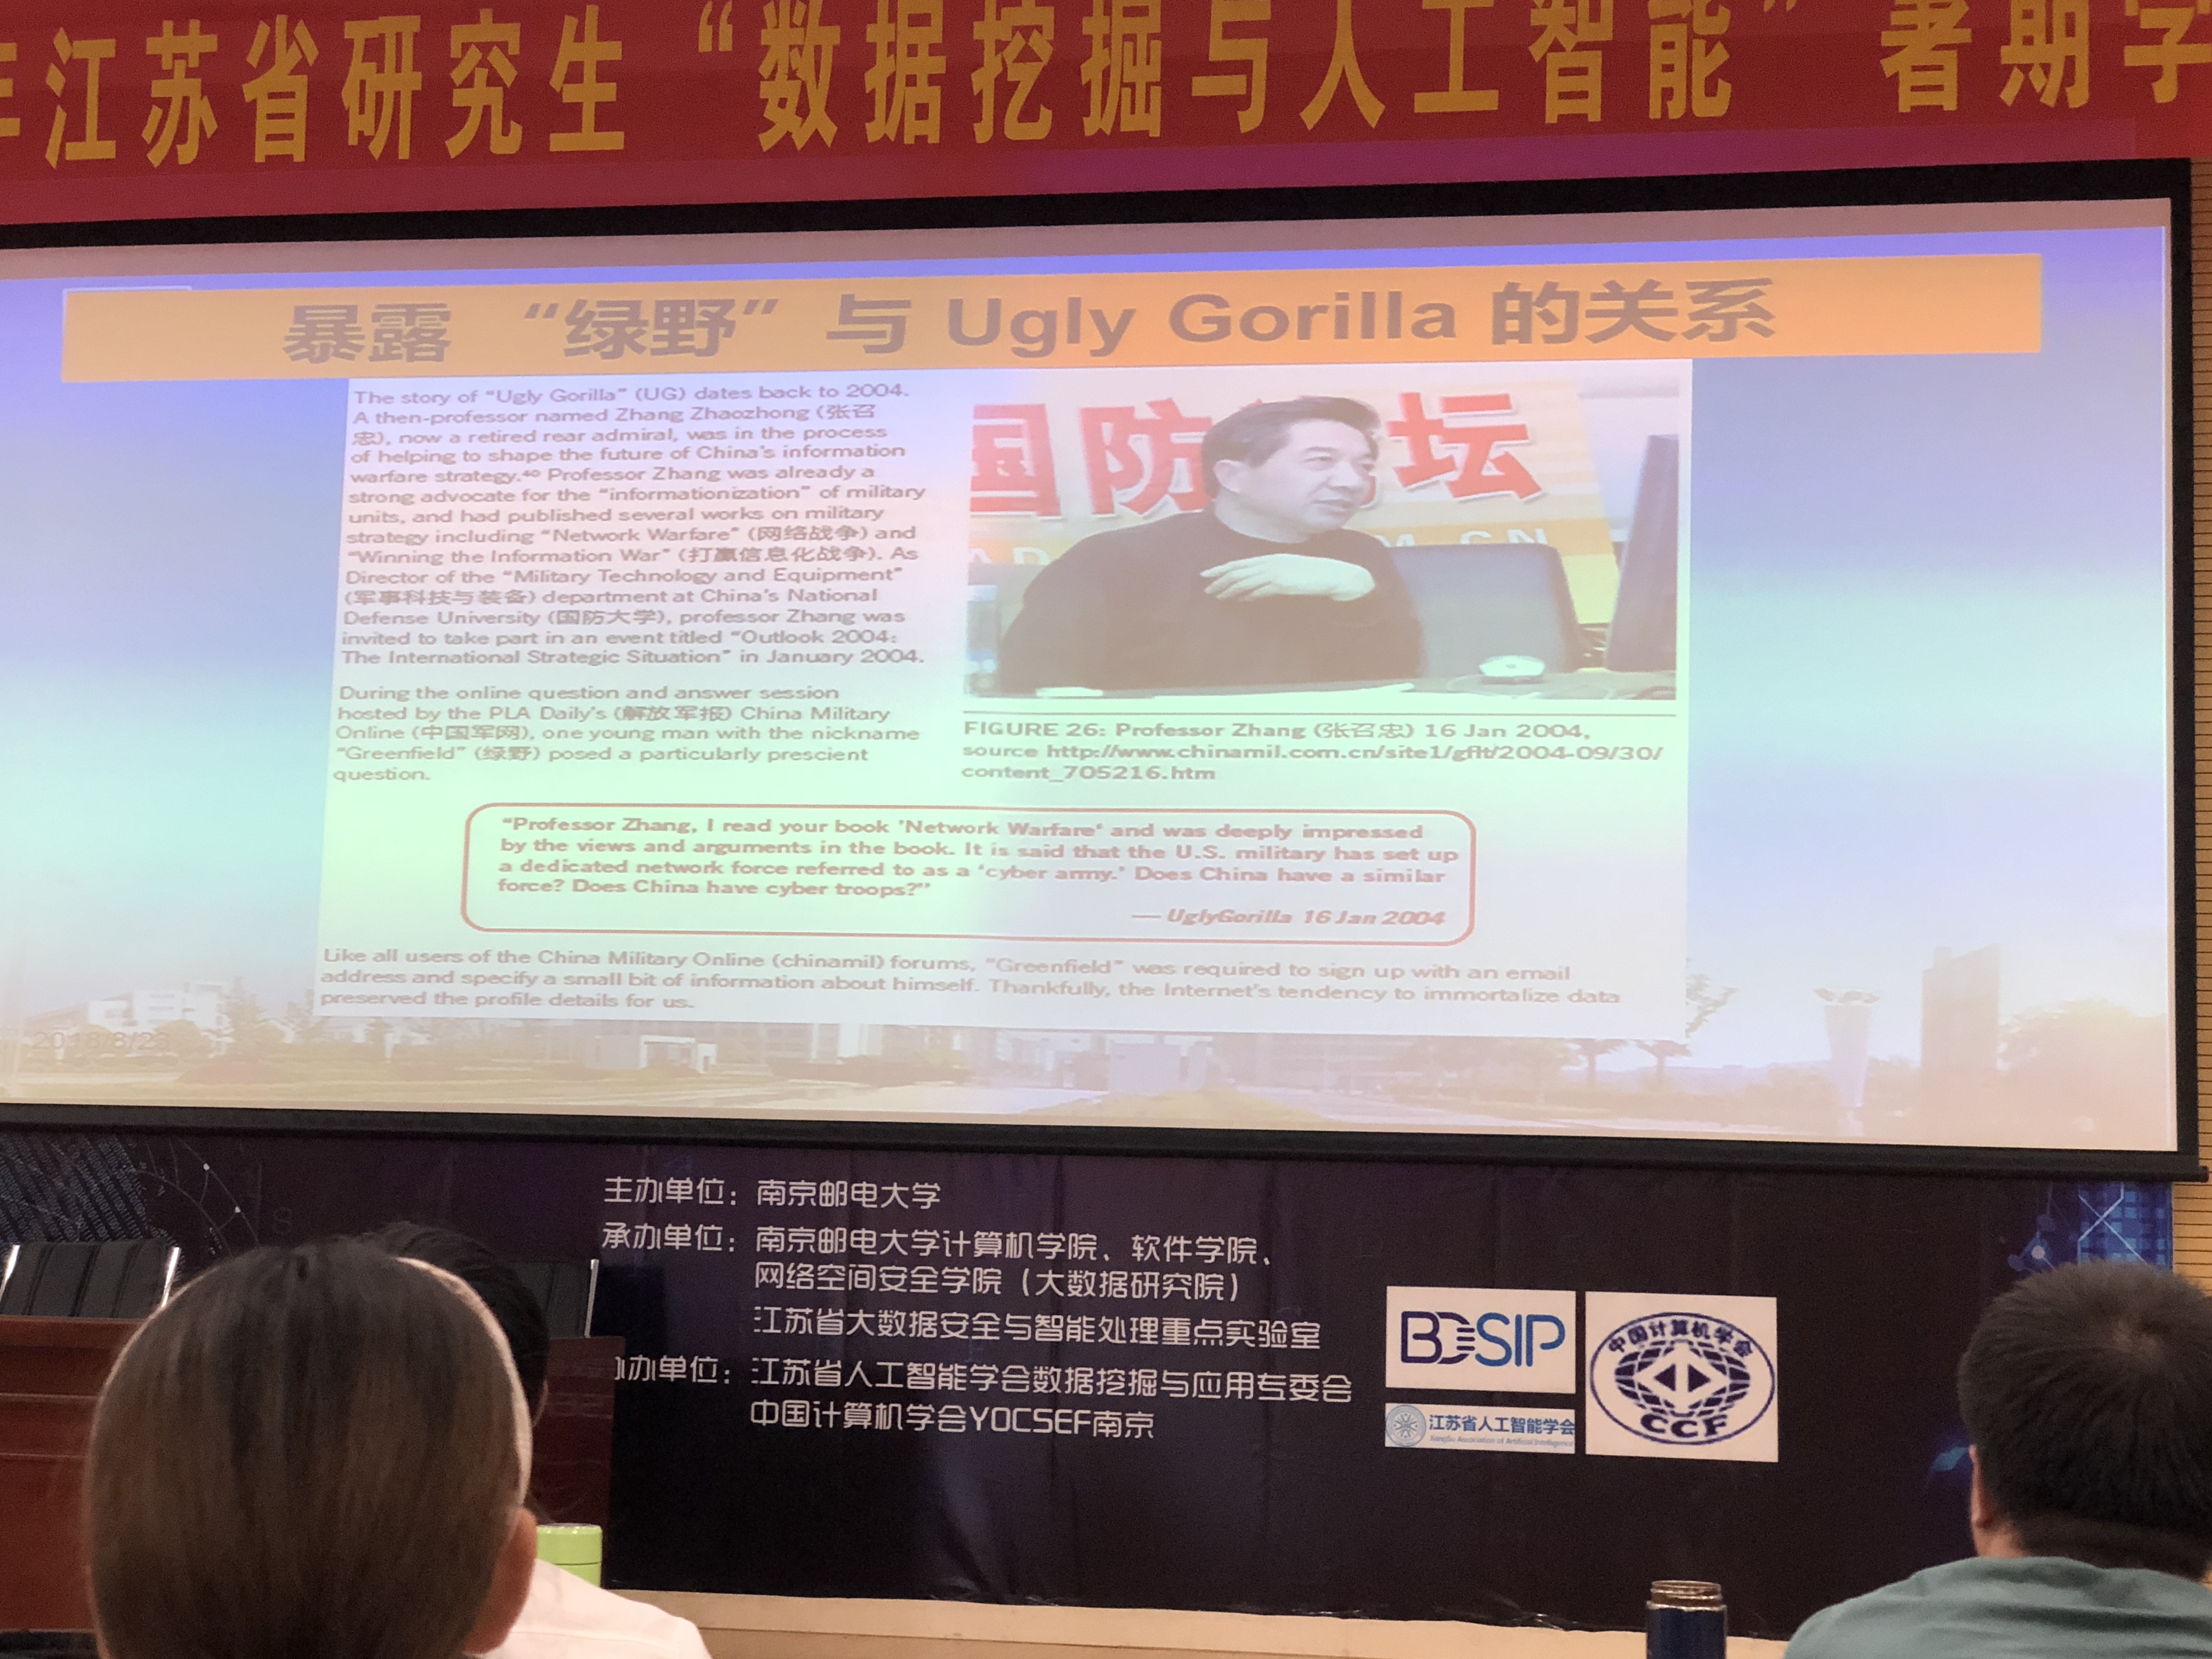 江苏省研究生“数据挖掘与人工智能”暑期学
暴露 “绿野” 与 Ugly Gorilla 的关系
The story of “Ugly Gorilla” (UG) dates back to 2004.
A then-professor named Zhang Zhaozhong (张召
忠), now a retired rear admiral, was in the process
of helping to shape the future of China’s information
warfare strategy.⁴⁰ Professor Zhang was already a
strong advocate for the “informationization” of military
units, and had published several works on military
strategy including “Network Warfare” (网络战争) and
“Winning the Information War” (打赢信息化战争). As
Director of the “Military Technology and Equipment”
(军事科技与装备) department at China’s National
Defense University (国防大学), professor Zhang was
invited to take part in an event titled “Outlook 2004:
The International Strategic Situation” in January 2004.
During the online question and answer session
hosted by the PLA Daily’s (解放军报) China Military
Online (中国军网), one young man with the nickname
“Greenfield” (绿野) posed a particularly prescient
question.
国防 坛
FIGURE 26: Professor Zhang (张召忠) 16 Jan 2004,
source http://www.chinamil.com.cn/site1/gflt/2004-09/30/
content_705216.htm
“Professor Zhang, I read your book ’Network Warfare‘ and was deeply impressed
by the views and arguments in the book. It is said that the U.S. military has set up
a dedicated network force referred to as a ‘cyber army.’ Does China have a similar
force? Does China have cyber troops?”
— UglyGorilla 16 Jan 2004
Like all users of the China Military Online (chinamil) forums, “Greenfield” was required to sign up with an email
address and specify a small bit of information about himself. Thankfully, the Internet’s tendency to immortalize data
preserved the profile details for us.
2018/8/23
主办单位：南京邮电大学
承办单位：南京邮电大学计算机学院、软件学院、
网络空间安全学院（大数据研究院）
江苏省大数据安全与智能处理重点实验室
办单位：江苏省人工智能学会数据挖掘与应用专委会
中国计算机学会YOCSEF南京
BDSIP
江苏省人工智能学会
JiangSu Association of Artificial Intelligence
中国计算机学会
CCF